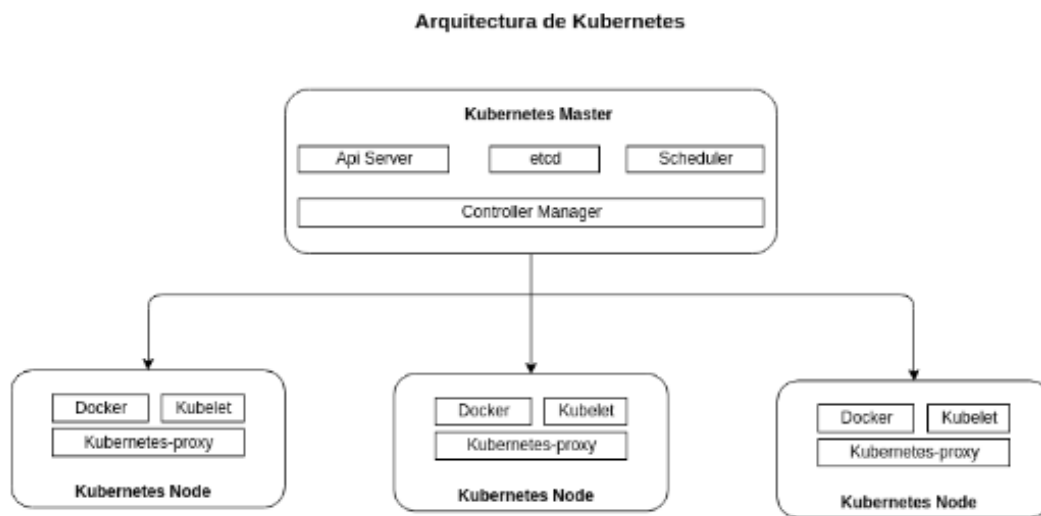 Arquitectura de Kubernetes
Kubernetes Master
Api Server
etcd
Scheduler
Controller Manager
Docker
Kubelet
Kubernetes-proxy
Kubernetes Node
Docker
Kubelet
Kubernetes-proxy
Kubernetes Node
Docker
Kubelet
Kubernetes-proxy
Kubernetes Node